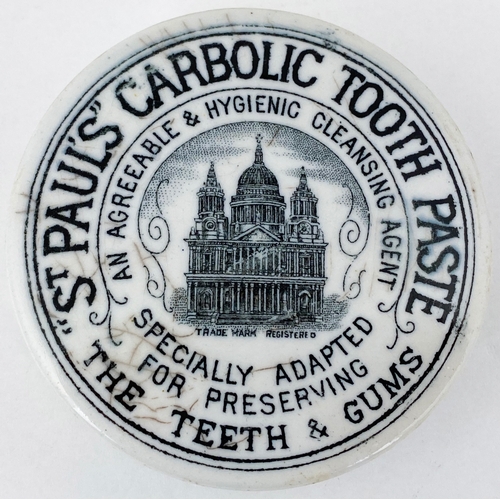 "ST PAUL'S" CARBOLIC TOOTH PASTE
AN AGREEABLE & HYGIENIC CLEANSING AGENT
TRADE MARK REGISTERED
SPECIALLY ADAPTED
FOR PRESERVING
THE TEETH & GUMS